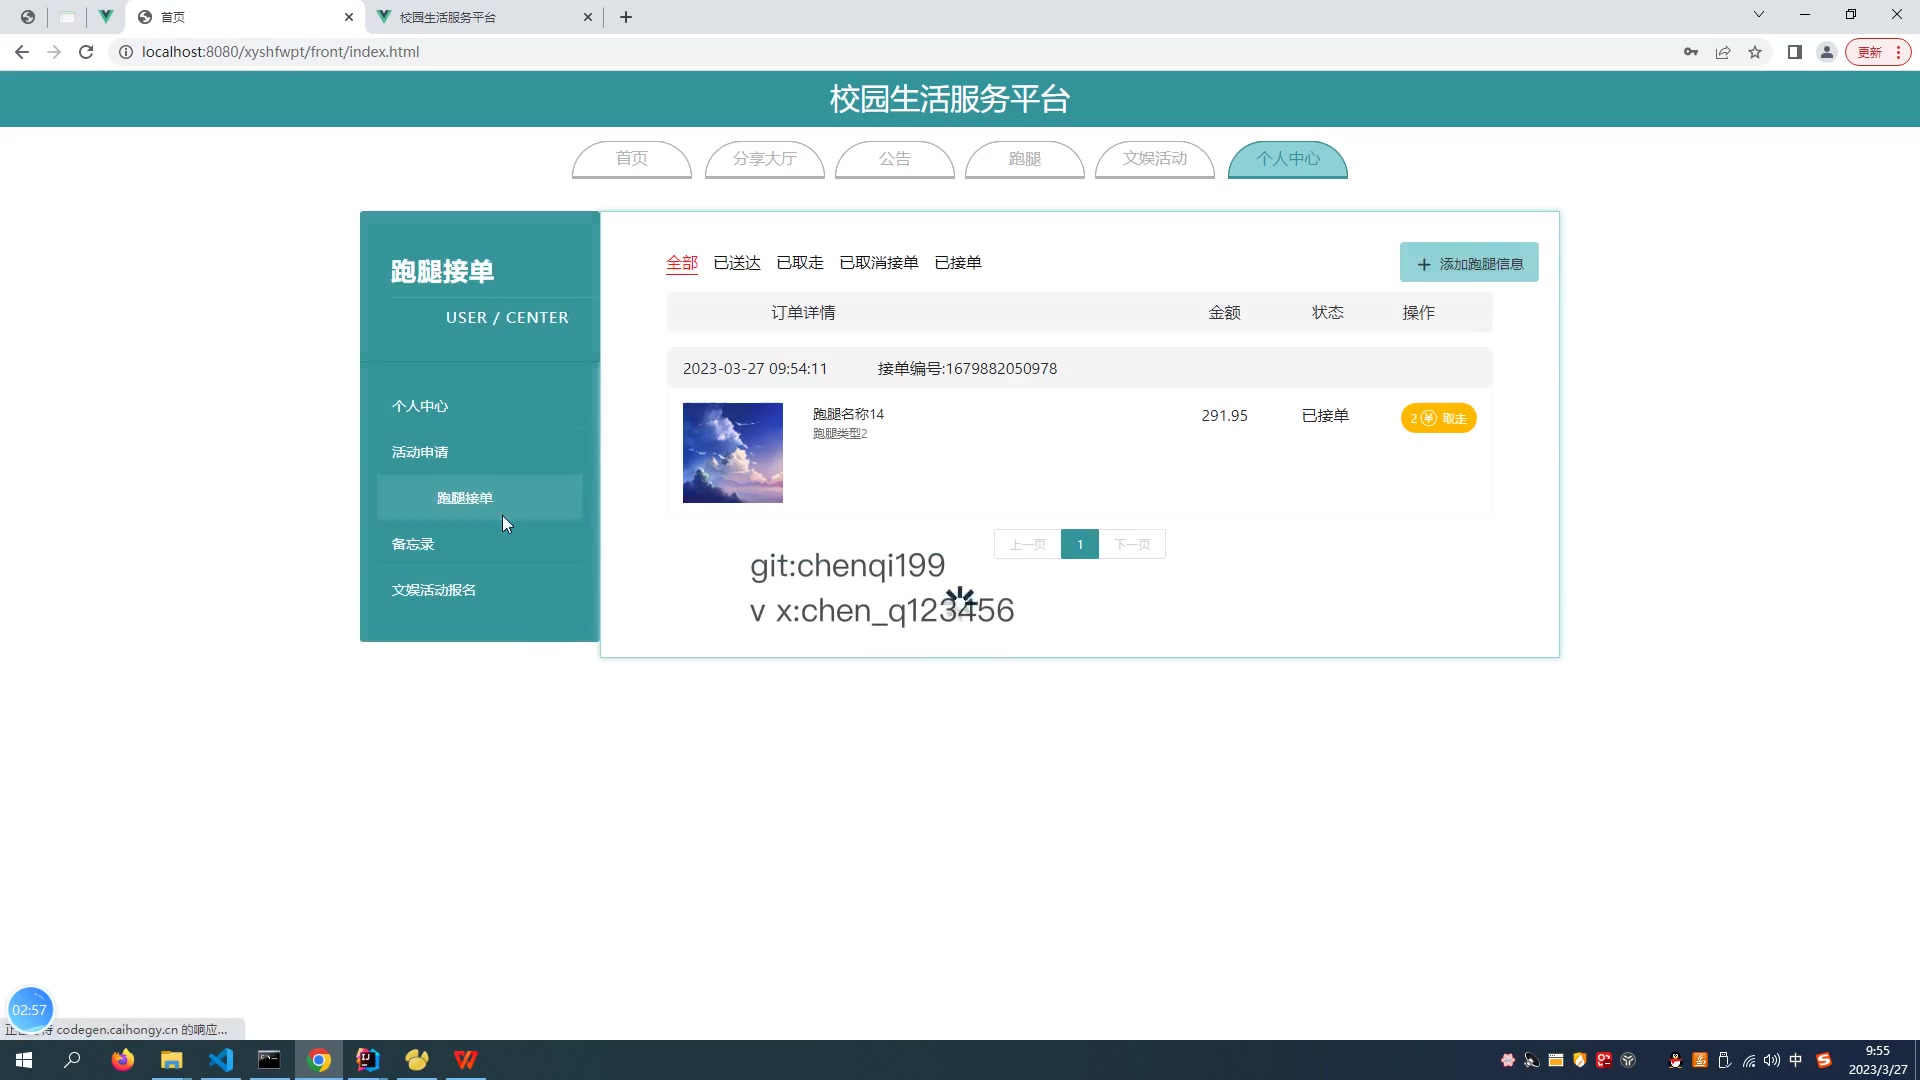 首页
校园生活服务平台
localhost:8080/xyshfwpt/front/index.html
更新
校园生活服务平台
首页
分享大厅
公告
跑腿
文娱活动
个人中心
跑腿接单
USER / CENTER
个人中心
活动申请
跑腿接单
备忘录
文娱活动报名
全部 已送达 已取走 已取消接单 已接单
添加跑腿信息
订单详情 金额 状态 操作
2023-03-27 09:54:11 接单编号:1679882050978
跑腿名称14
跑腿类型2
291.95
已接单
2 取走
上一页 1 下一页
git:chenqi199
v x:chen_q123456
02:57
codegen.caihongy.cn 的响应...
中
9:55
2023/3/27